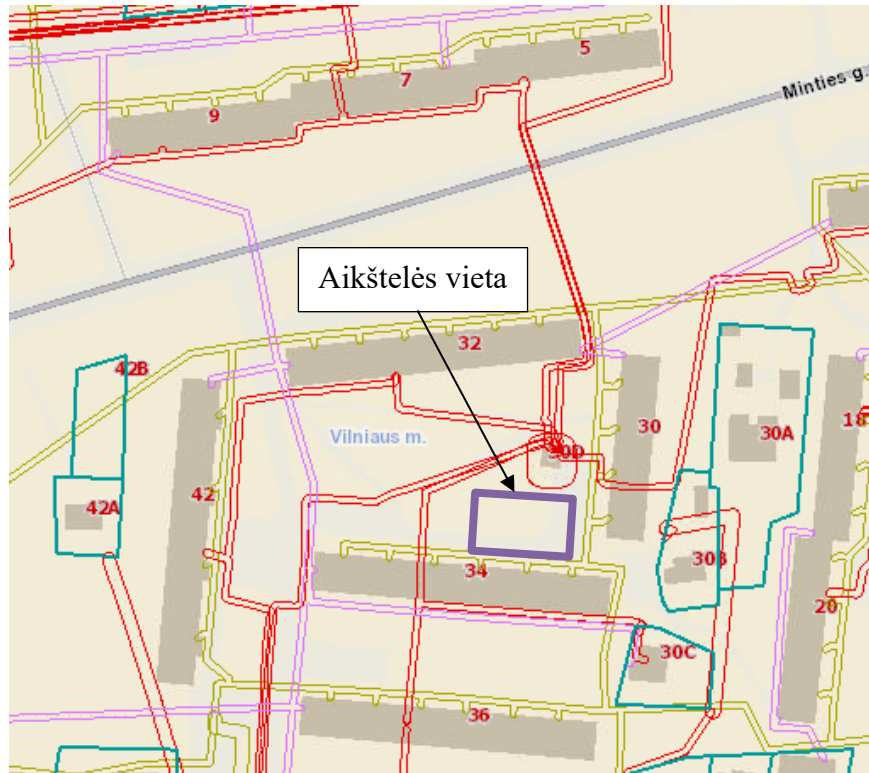 5
7
9
Minties g.
Aikštelės vieta
32
42B
30
30A
18
Vilniaus m.
30D
42
42A
30B
34
20
30C
36